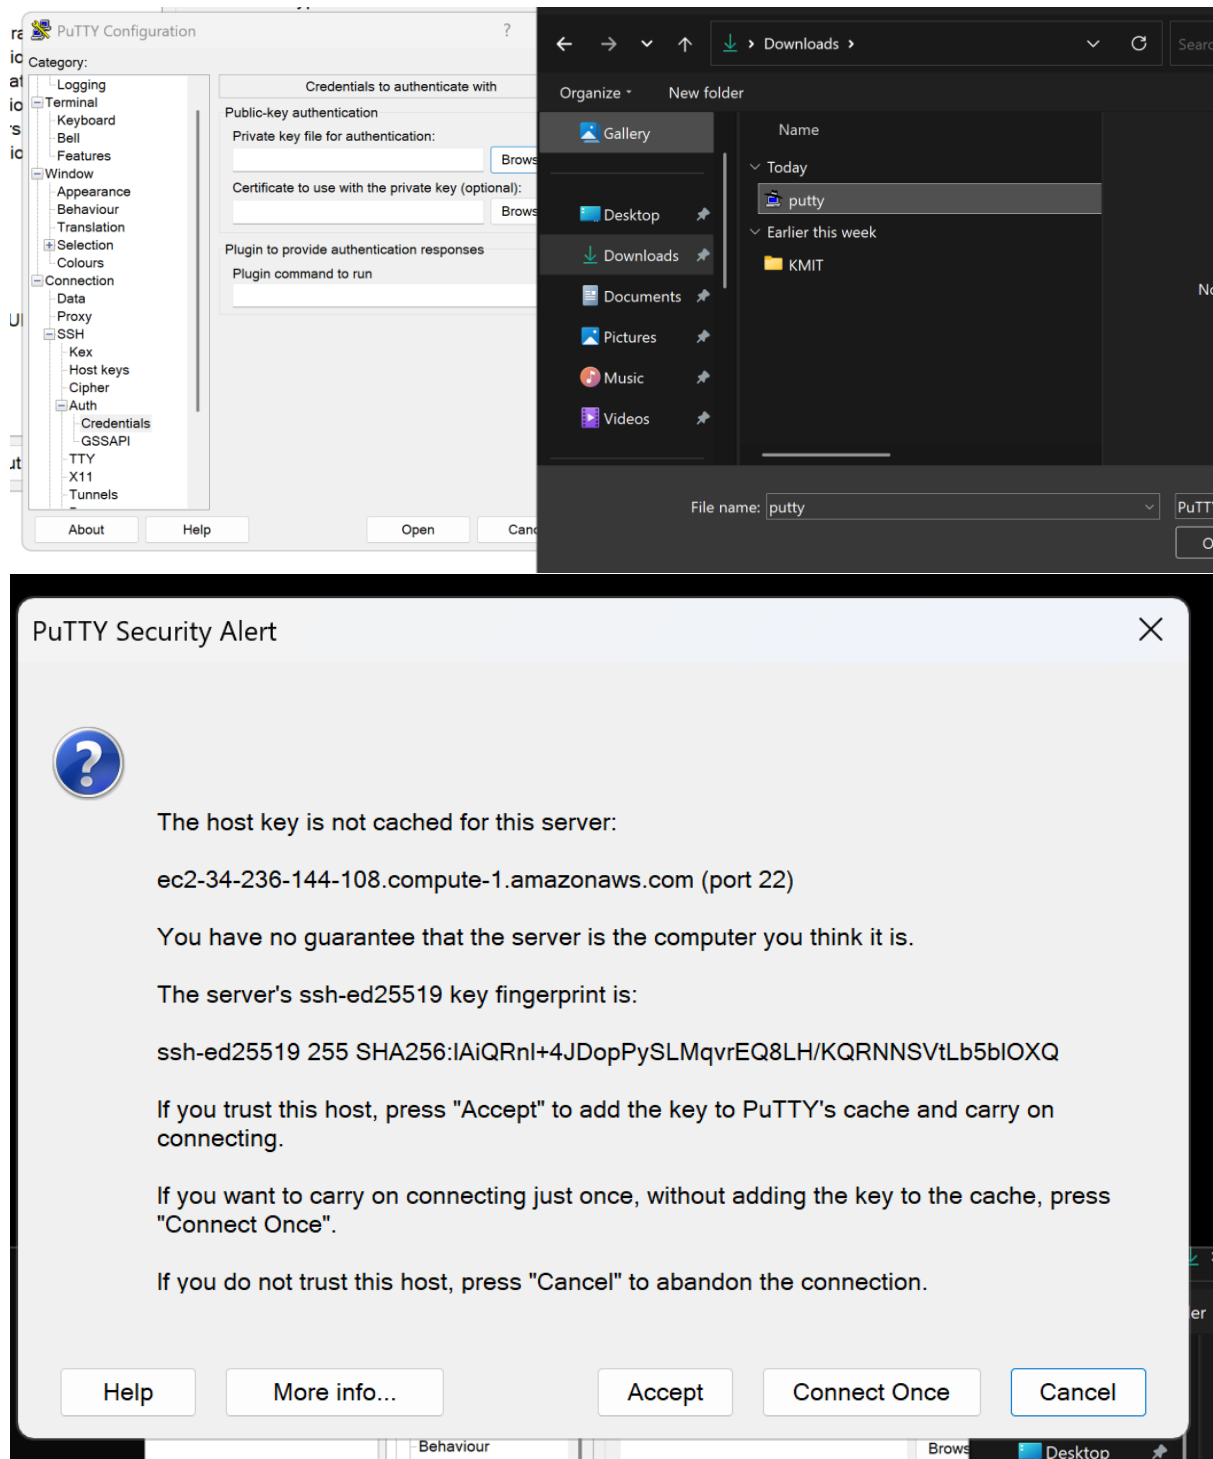 PuTTY Configuration
?
Category:
Logging
Terminal
Keyboard
Bell
Features
Window
Appearance
Behaviour
Translation
Selection
Colours
Connection
Data
Proxy
SSH
Kex
Host keys
Cipher
Auth
Credentials
GSSAPI
TTY
X11
Tunnels
Credentials to authenticate with
Public-key authentication
Private key file for authentication:
Brows
Certificate to use with the private key (optional):
Brows
Plugin to provide authentication responses
Plugin command to run
About
Help
Open
Canc
Downloads
Searc
Organize
New folder
Gallery
Desktop
Downloads
Documents
Pictures
Music
Videos
Name
Today
putty
Earlier this week
KMIT
No
File name: putty
PuTT
O
PuTTY Security Alert
The host key is not cached for this server:
ec2-34-236-144-108.compute-1.amazonaws.com (port 22)
You have no guarantee that the server is the computer you think it is.
The server's ssh-ed25519 key fingerprint is:
ssh-ed25519 255 SHA256:lAiQRnl+4JDopPySLMqvrEQ8LH/KQRNNSVtLb5blOXQ
If you trust this host, press "Accept" to add the key to PuTTY's cache and carry on
connecting.
If you want to carry on connecting just once, without adding the key to the cache, press
"Connect Once".
If you do not trust this host, press "Cancel" to abandon the connection.
Help
More info...
Accept
Connect Once
Cancel
er
Behaviour
Brows
Desktop